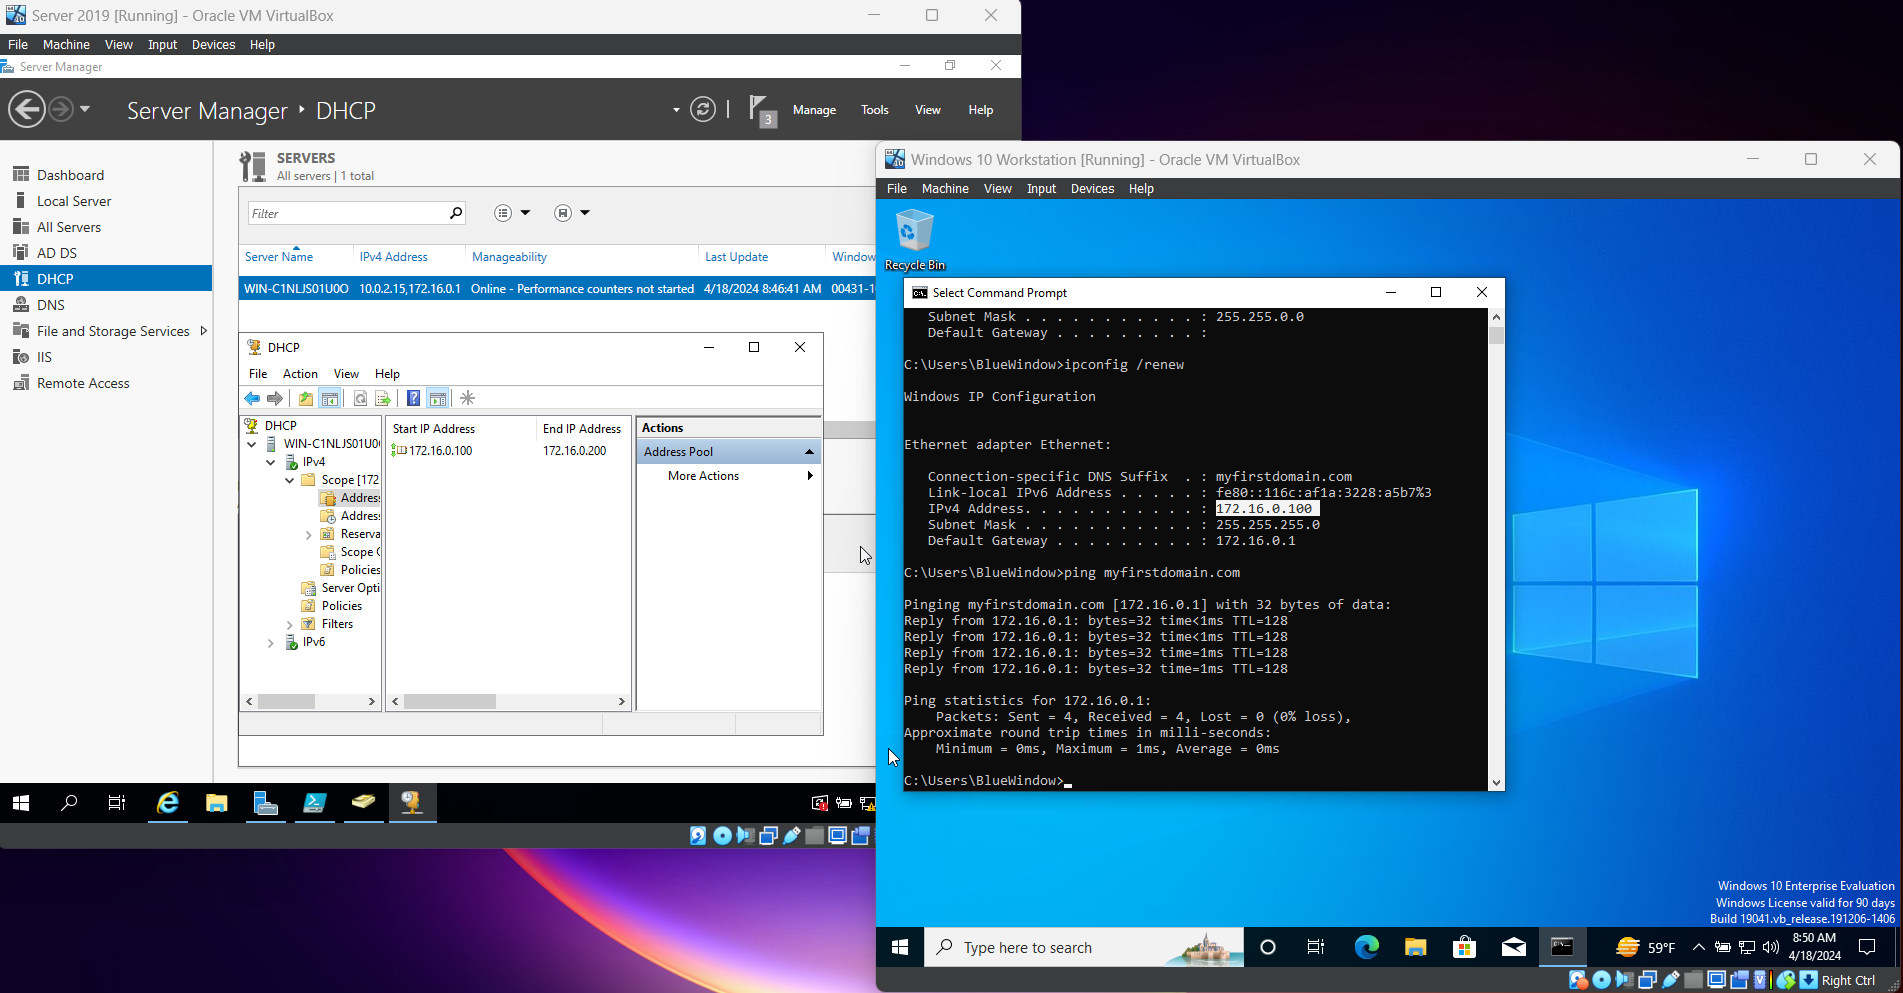 Server 2019 [Running] - Oracle VM VirtualBox
File Machine View Input Devices Help
Server Manager
Server Manager ‣ DHCP
3
Manage Tools View Help
Dashboard
Local Server
All Servers
AD DS
DHCP
DNS
File and Storage Services
IIS
Remote Access
SERVERS
All servers | 1 total
Filter
Server Name IPv4 Address Manageability Last Update Window
WIN-C1NLJS01U0O 10.0.2.15,172.16.0.1 Online - Performance counters not started 4/18/2024 8:46:41 AM 00431-1
DHCP
File Action View Help
DHCP
WIN-C1NLJS01U0
IPv4
Scope [172
Addres
Addres
Reserva
Scope
Policies
Server Opti
Policies
Filters
IPv6
Start IP Address End IP Address
172.16.0.100 172.16.0.200
Actions
Address Pool
More Actions
Windows 10 Workstation [Running] - Oracle VM VirtualBox
File Machine View Input Devices Help
Recycle Bin
Select Command Prompt
Subnet Mask . . . . . . . . . . . : 255.255.0.0
Default Gateway . . . . . . . . . :
C:\Users\BlueWindow>ipconfig /renew
Windows IP Configuration
Ethernet adapter Ethernet:
Connection-specific DNS Suffix . : myfirstdomain.com
Link-local IPv6 Address . . . . . : fe80::116c:af1a:3228:a5b7%3
IPv4 Address. . . . . . . . . . . : 172.16.0.100
Subnet Mask . . . . . . . . . . . : 255.255.255.0
Default Gateway . . . . . . . . . : 172.16.0.1
C:\Users\BlueWindow>ping myfirstdomain.com
Pinging myfirstdomain.com [172.16.0.1] with 32 bytes of data:
Reply from 172.16.0.1: bytes=32 time<1ms TTL=128
Reply from 172.16.0.1: bytes=32 time<1ms TTL=128
Reply from 172.16.0.1: bytes=32 time=1ms TTL=128
Reply from 172.16.0.1: bytes=32 time=1ms TTL=128
Ping statistics for 172.16.0.1:
Packets: Sent = 4, Received = 4, Lost = 0 (0% loss),
Approximate round trip times in milli-seconds:
Minimum = 0ms, Maximum = 1ms, Average = 0ms
C:\Users\BlueWindow>
Windows 10 Enterprise Evaluation
Windows License valid for 90 days
Build 19041.vb_release.191206-1406
Type here to search
59°F
8:50 AM
4/18/2024
Right Ctrl